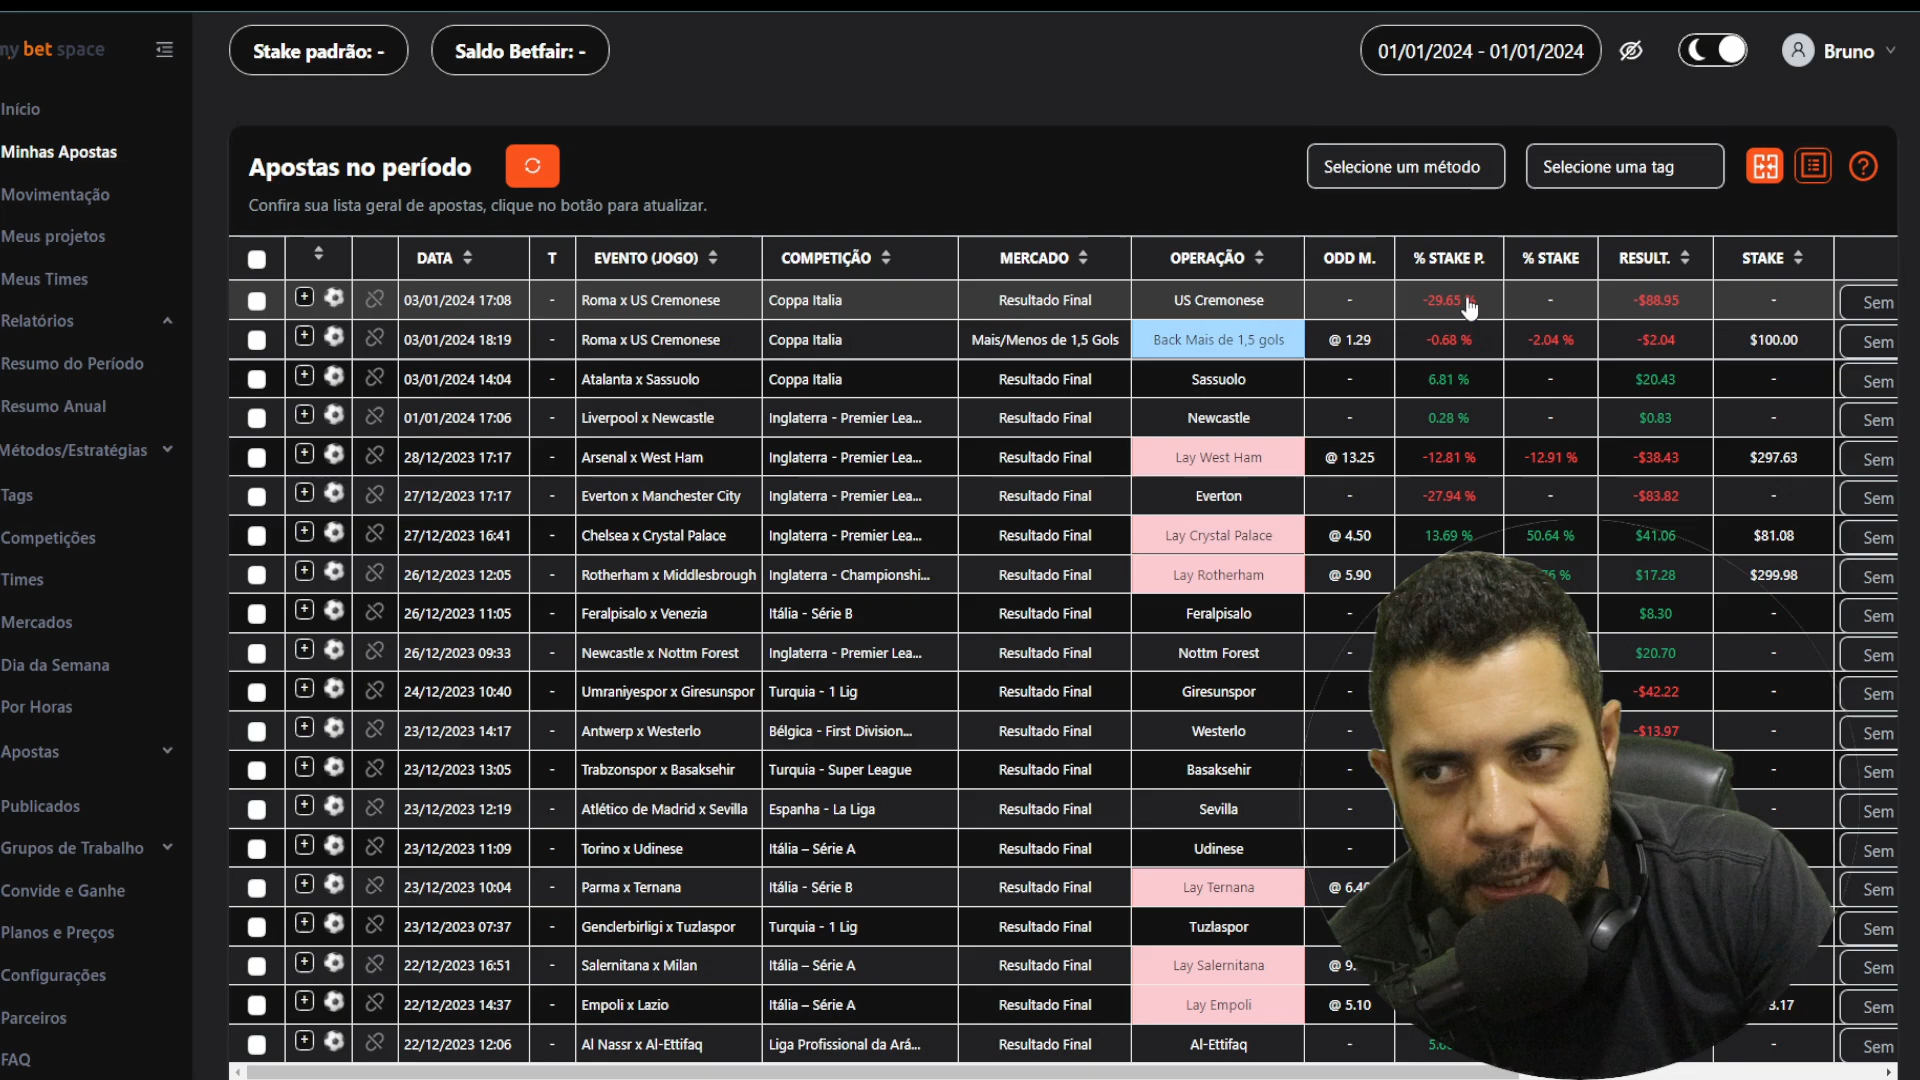 my bet space
Stake padrão: -
Saldo Betfair: -
01/01/2024 - 01/01/2024
Bruno
Início
Minhas Apostas
Movimentação
Meus projetos
Meus Times
Relatórios
Resumo do Período
Resumo Anual
Métodos/Estratégias
Tags
Competições
Times
Mercados
Dia da Semana
Por Horas
Apostas
Publicados
Grupos de Trabalho
Convide e Ganhe
Planos e Preços
Configurações
Parceiros
FAQ
Apostas no período
Confira sua lista geral de apostas, clique no botão para atualizar.
Selecione um método
Selecione uma tag
?
DATA T EVENTO (JOGO) COMPETIÇÃO MERCADO OPERAÇÃO ODD M. % STAKE P. % STAKE RESULT. STAKE
03/01/2024 17:08 - Roma x US Cremonese Coppa Italia Resultado Final US Cremonese - -29.65 % - -$88.95 - Sem
03/01/2024 18:19 - Roma x US Cremonese Coppa Italia Mais/Menos de 1,5 Gols Back Mais de 1,5 gols @ 1.29 -0.68 % -2.04 % -$2.04 $100.00 Sem
03/01/2024 14:04 - Atalanta x Sassuolo Coppa Italia Resultado Final Sassuolo - 6.81 % - $20.43 - Sem
01/01/2024 17:06 - Liverpool x Newcastle Inglaterra - Premier Lea... Resultado Final Newcastle - 0.28 % - $0.83 - Sem
28/12/2023 17:17 - Arsenal x West Ham Inglaterra - Premier Lea... Resultado Final Lay West Ham @ 13.25 -12.81 % -12.91 % -$38.43 $297.63 Sem
27/12/2023 17:17 - Everton x Manchester City Inglaterra - Premier Lea... Resultado Final Everton - -27.94 % - -$83.82 - Sem
27/12/2023 16:41 - Chelsea x Crystal Palace Inglaterra - Premier Lea... Resultado Final Lay Crystal Palace @ 4.50 13.69 % 50.64 % $41.06 $81.08 Sem
26/12/2023 12:05 - Rotherham x Middlesbrough Inglaterra - Championshi... Resultado Final Lay Rotherham @ 5.90 % $17.28 $299.98 Sem
26/12/2023 11:05 - Feralpisalo x Venezia Itália - Série B Resultado Final Feralpisalo - $8.30 - Sem
26/12/2023 09:33 - Newcastle x Nottm Forest Inglaterra - Premier Lea... Resultado Final Nottm Forest - $20.70 - Sem
24/12/2023 10:40 - Umraniyespor x Giresunspor Turquia - 1 Lig Resultado Final Giresunspor - -$42.22 - Sem
23/12/2023 14:17 - Antwerp x Westerlo Bélgica - First Division... Resultado Final Westerlo - -$13.97 - Sem
23/12/2023 13:05 - Trabzonspor x Basaksehir Turquia - Super League Resultado Final Basaksehir - - Sem
23/12/2023 12:19 - Atlético de Madrid x Sevilla Espanha - La Liga Resultado Final Sevilla - - Sem
23/12/2023 11:09 - Torino x Udinese Itália – Série A Resultado Final Udinese - - Sem
23/12/2023 10:04 - Parma x Ternana Itália - Série B Resultado Final Lay Ternana @ 6.40 - Sem
23/12/2023 07:37 - Genclerbirligi x Tuzlaspor Turquia - 1 Lig Resultado Final Tuzlaspor Sem
22/12/2023 16:51 - Salernitana x Milan Itália – Série A Resultado Final Lay Salernitana @ 9. - Sem
22/12/2023 14:37 - Empoli x Lazio Itália – Série A Resultado Final Lay Empoli @ 5.10 3.17 Sem
22/12/2023 12:06 - Al Nassr x Al-Ettifaq Liga Profissional da Ará... Resultado Final Al-Ettifaq - - Sem